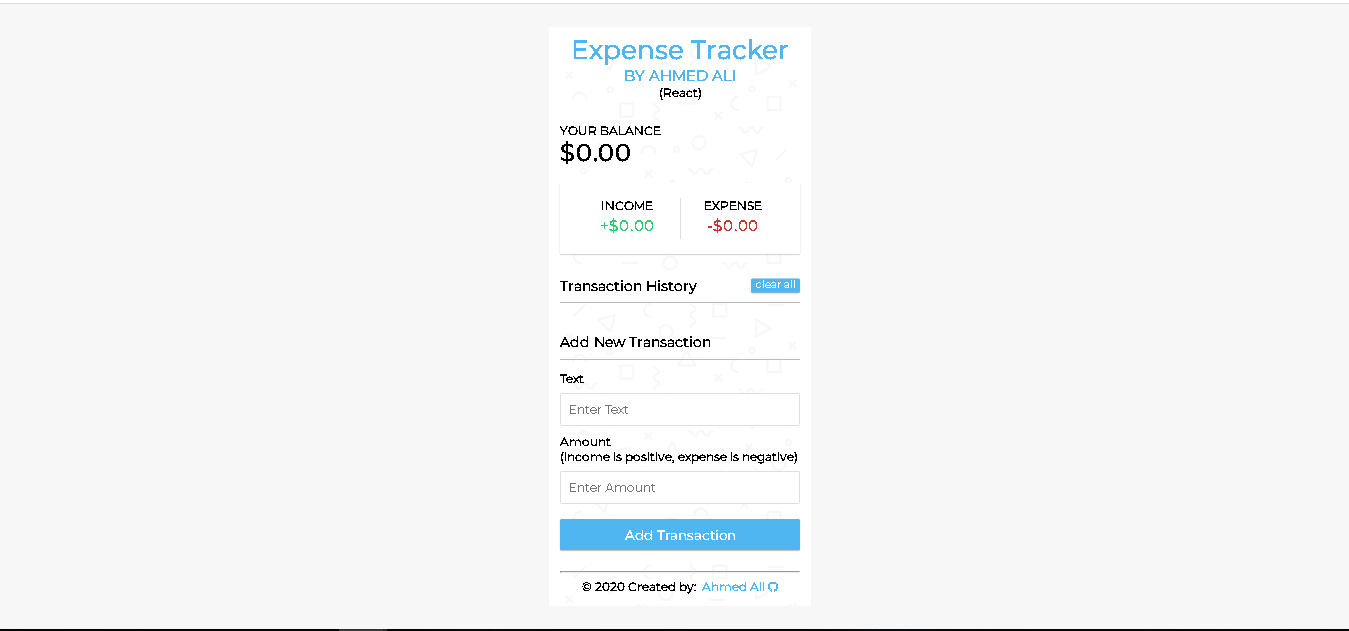 Expense Tracker
BY AHMED ALI
(React)
YOUR BALANCE
$0.00
INCOME
+$0.00
EXPENSE
-$0.00
Transaction History
clear all
Add New Transaction
Text
Enter Text
Amount
(income is positive, expense is negative)
Enter Amount
Add Transaction
© 2020 Created by: Ahmed Ali